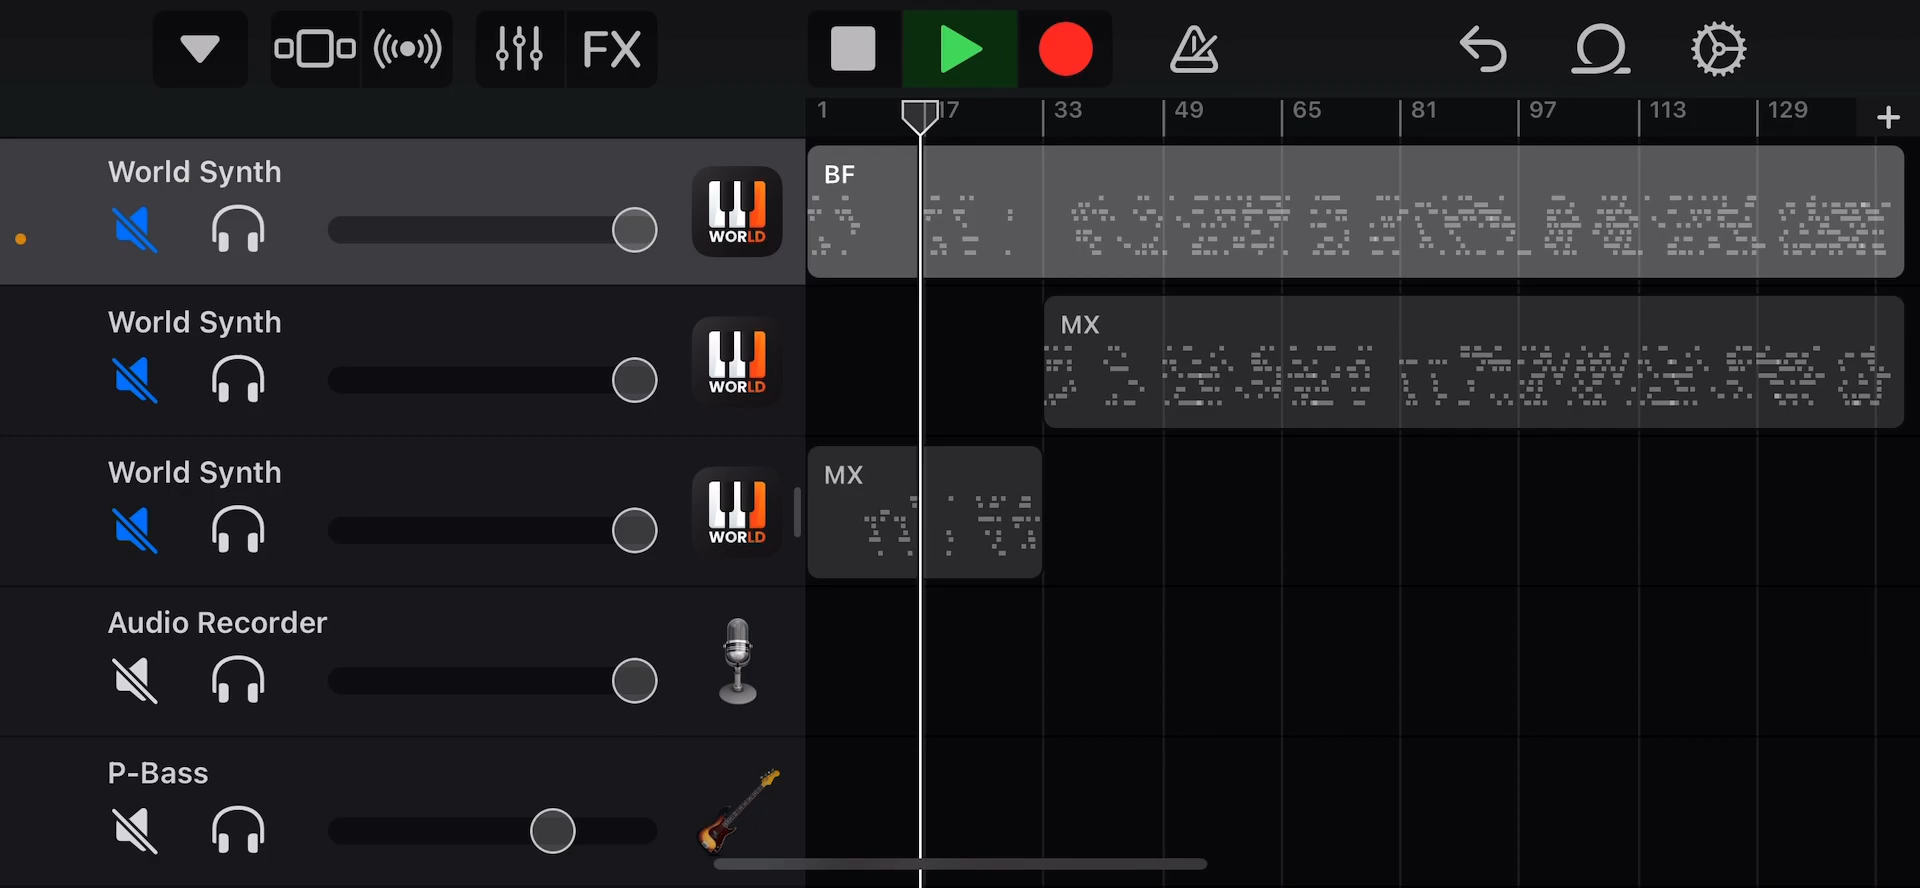 FX
1 17 33 49 65 81 97 113 129 +
World Synth
WORLD
BF
World Synth
WORLD
MX
World Synth
WORLD
MX
Audio Recorder
P-Bass